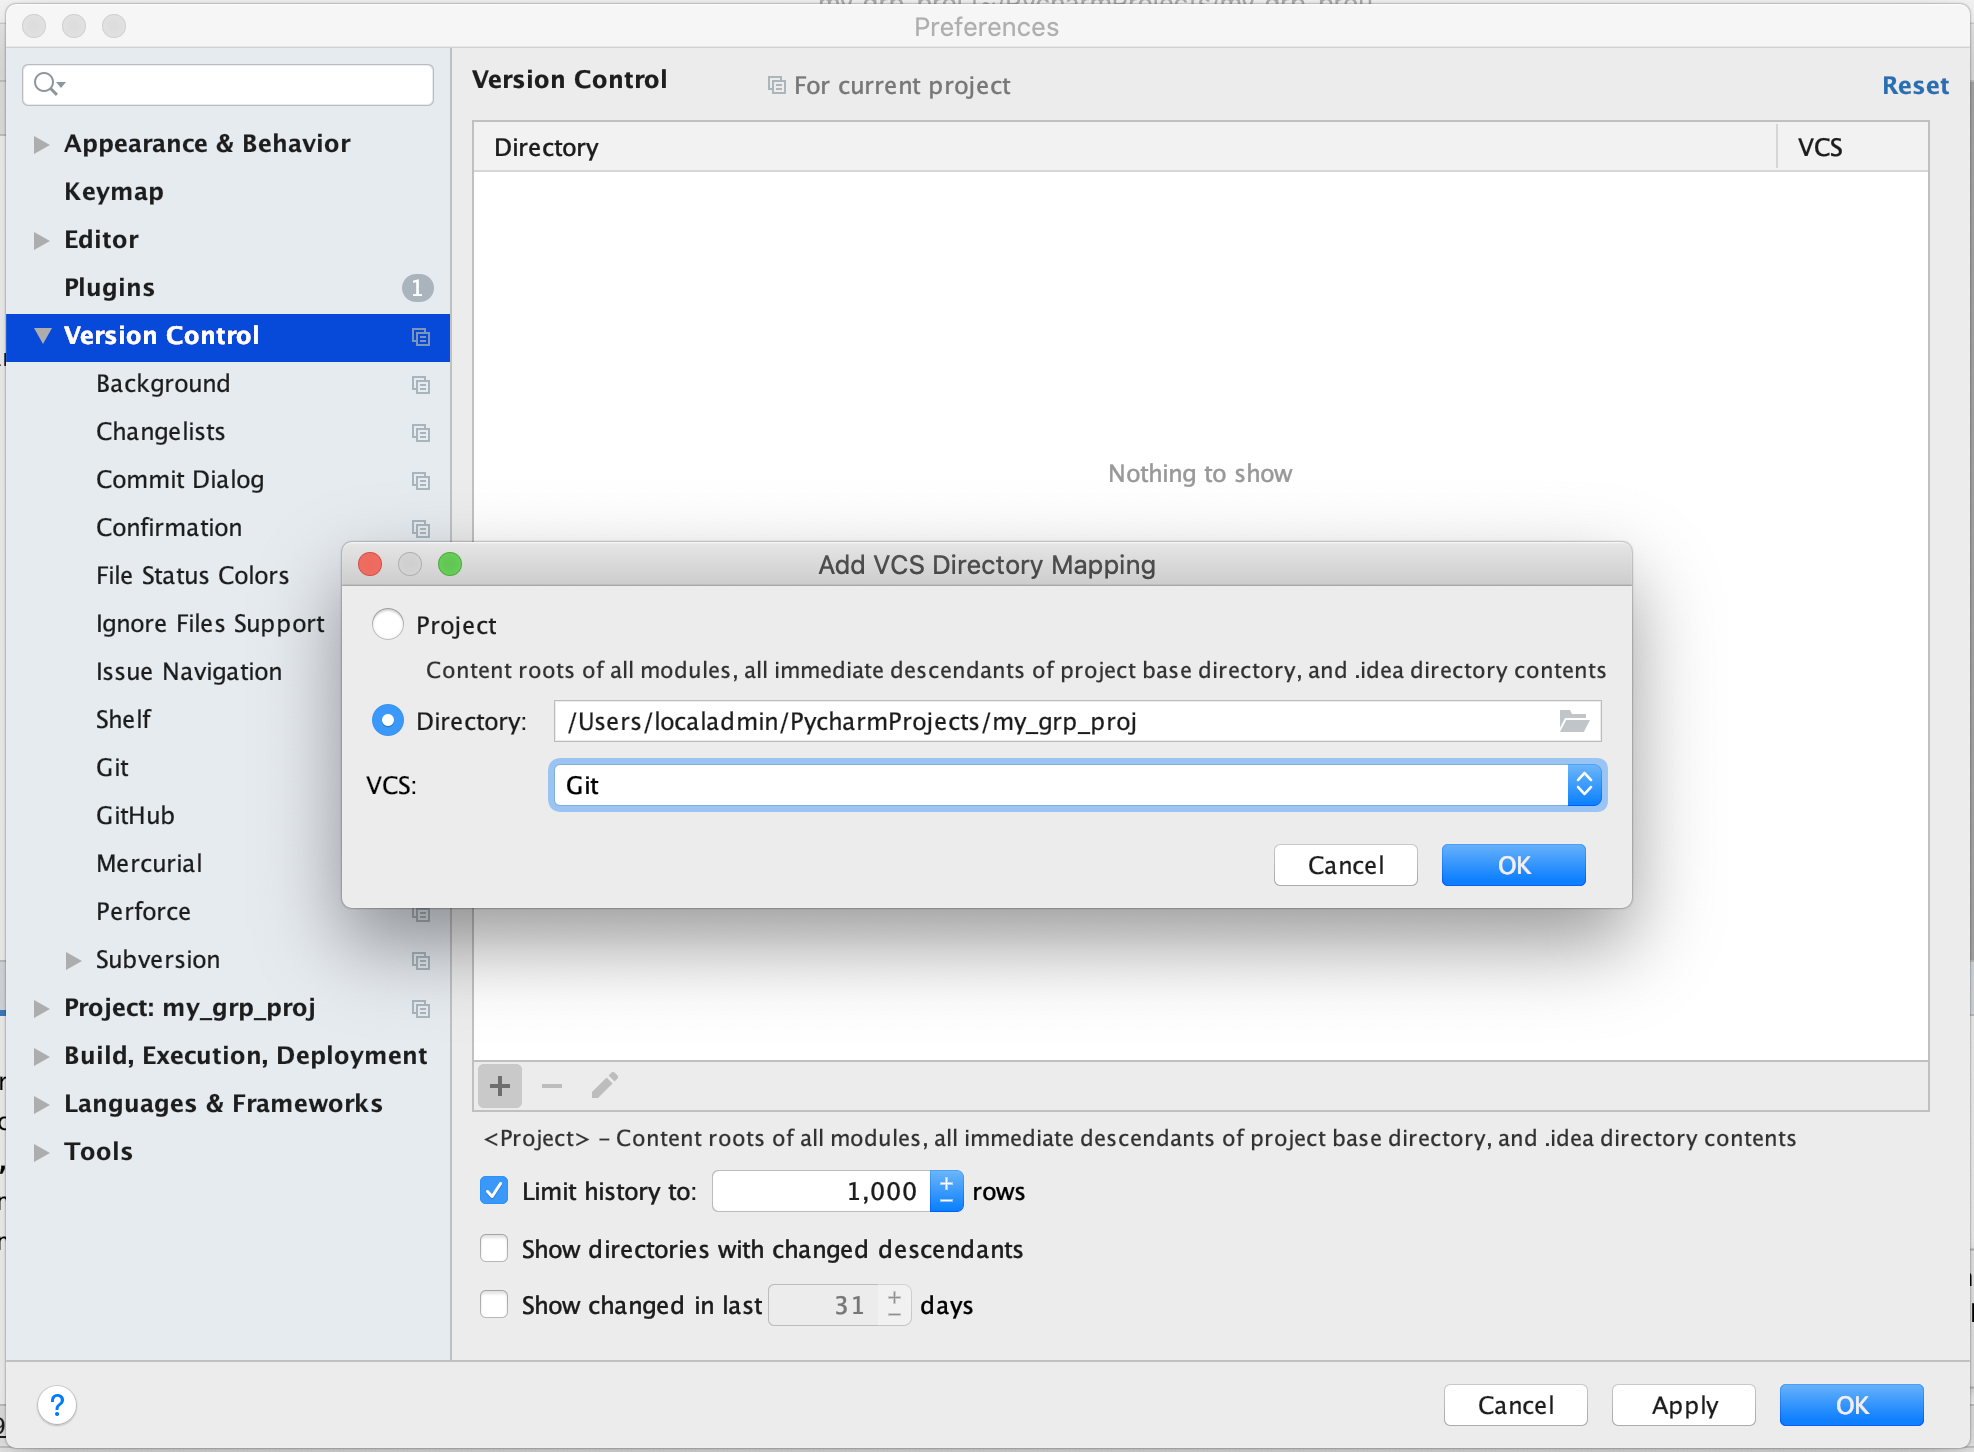 Preferences
Version Control
For current project
Reset
Appearance & Behavior
Keymap
Editor
Plugins
1
Version Control
Background
Changelists
Commit Dialog
Confirmation
File Status Colors
Ignore Files Support
Issue Navigation
Shelf
Git
GitHub
Mercurial
Perforce
Subversion
Project: my_grp_proj
Build, Execution, Deployment
Languages & Frameworks
Tools
Directory
VCS
Nothing to show
Add VCS Directory Mapping
Project
Content roots of all modules, all immediate descendants of project base directory, and .idea directory contents
Directory: /Users/localadmin/PycharmProjects/my_grp_proj
VCS: Git
Cancel
OK
<Project> – Content roots of all modules, all immediate descendants of project base directory, and .idea directory contents
Limit history to: 1,000 rows
Show directories with changed descendants
Show changed in last 31 days
?
Cancel
Apply
OK